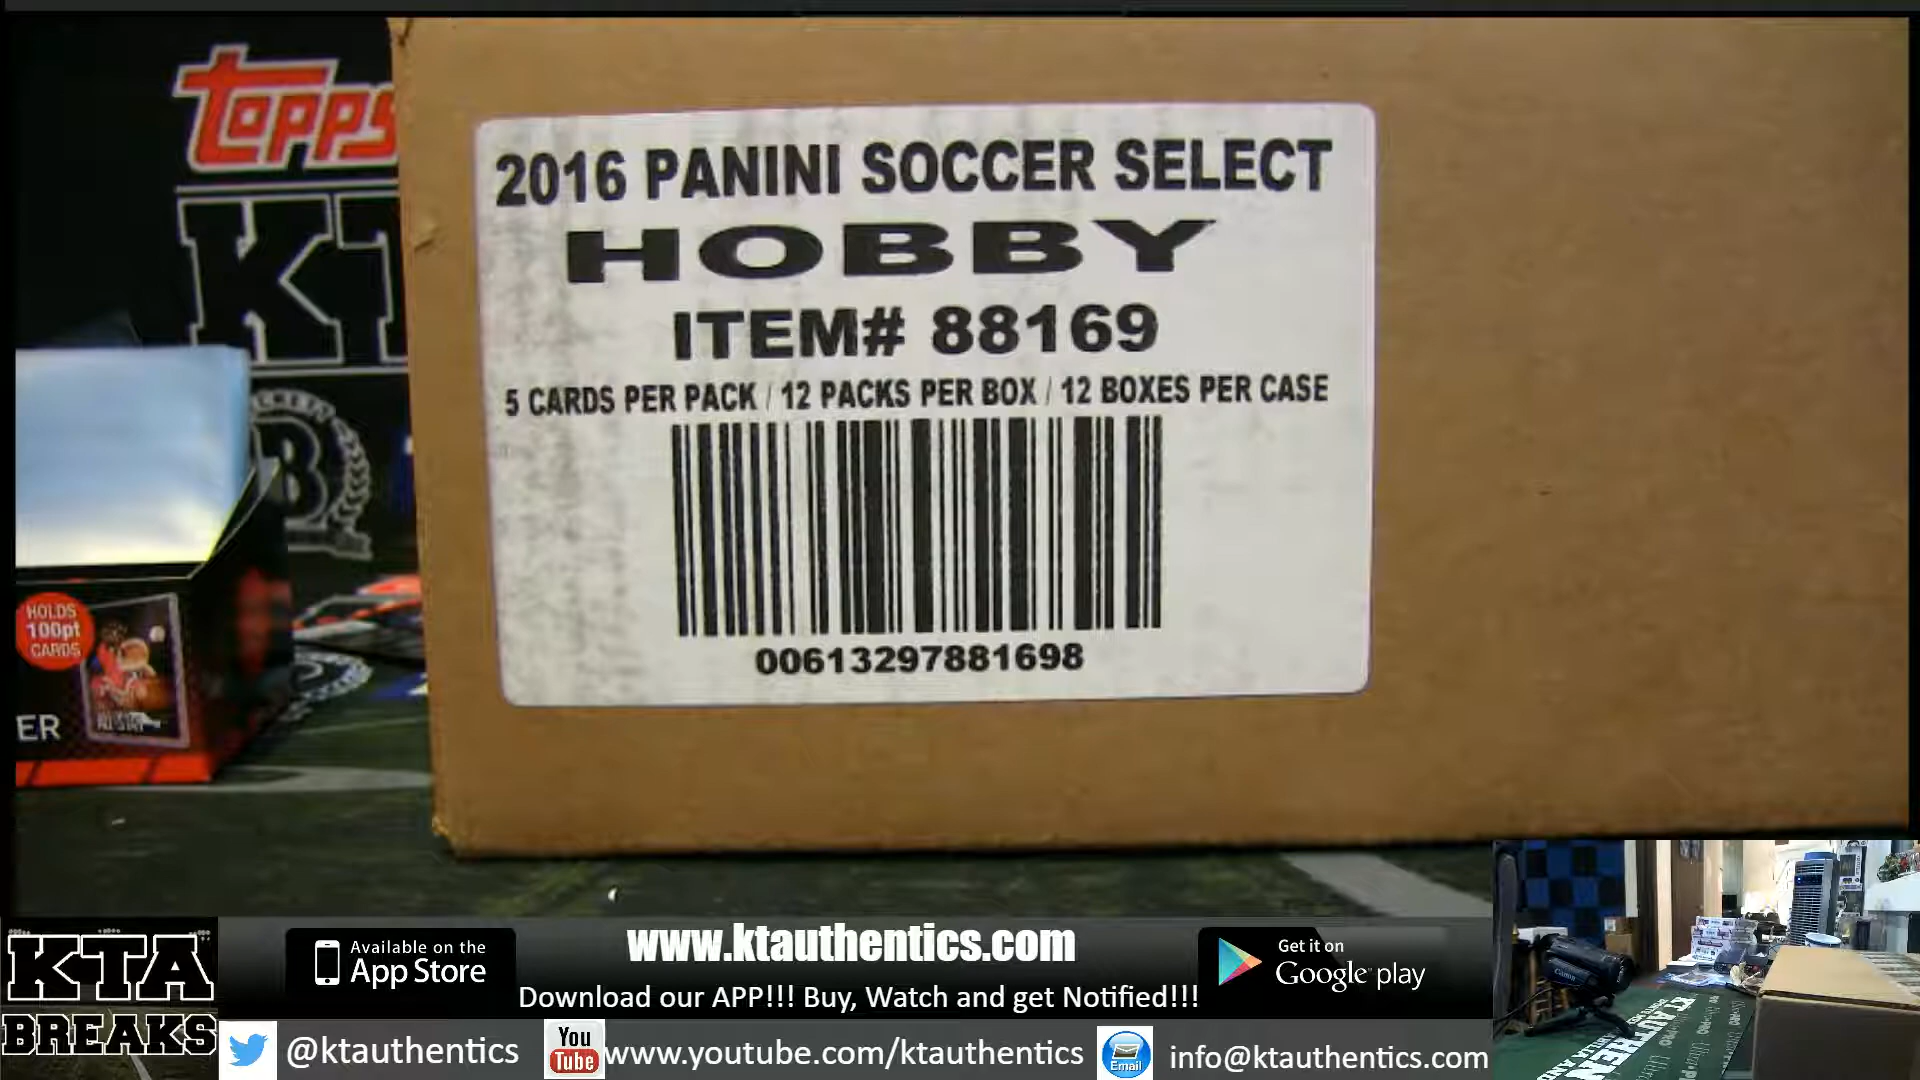 Topps
KT
2016 PANINI SOCCER SELECT
HOBBY
ITEM# 88169
5 CARDS PER PACK / 12 PACKS PER BOX / 12 BOXES PER CASE
00613297881698
HOLDS
100pt
CARDS
ER
KTA
BREAKS
Available on the
App Store
www.ktauthentics.com
Download our APP!!! Buy, Watch and get Notified!!!
Get it on
Google play
@ktauthentics
You
Tube
www.youtube.com/ktauthentics
Email
info@ktauthentics.com
KT AUTHEN